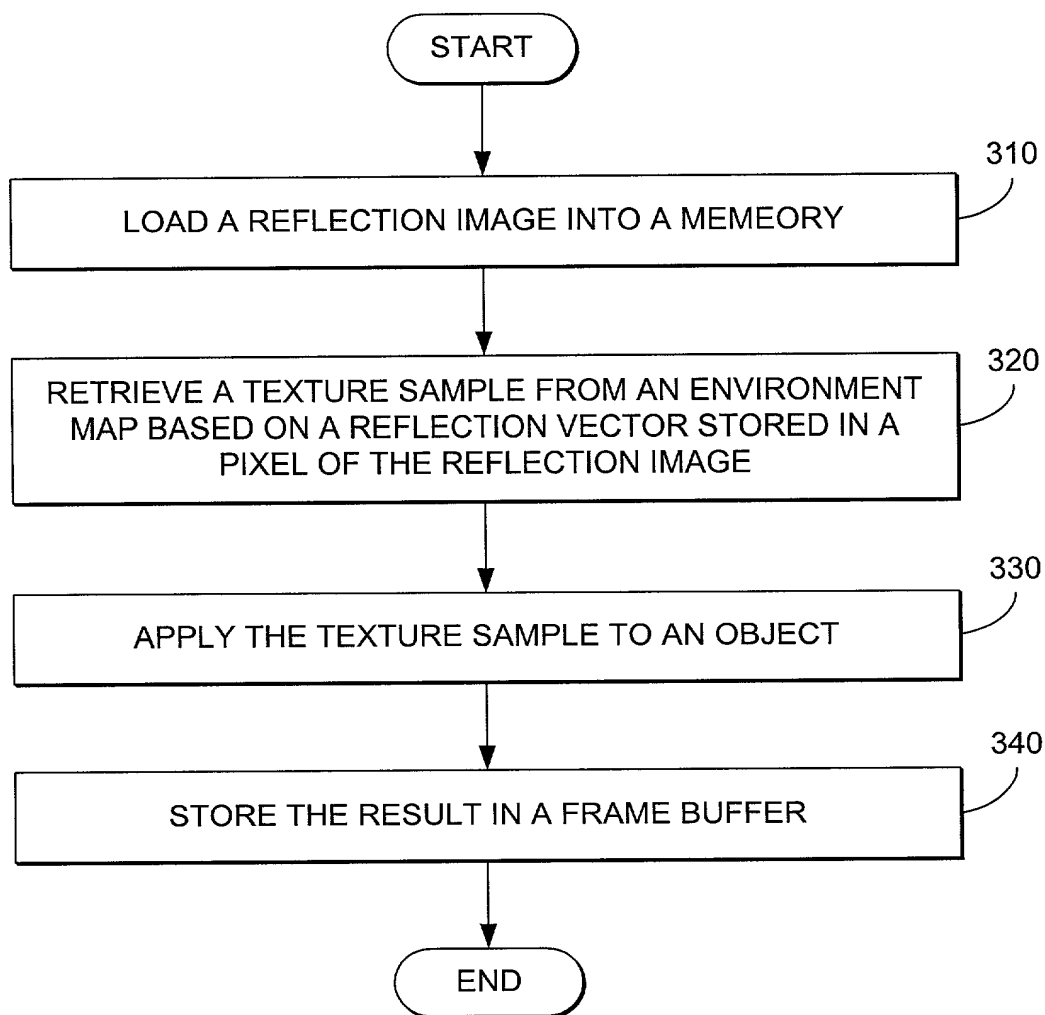 START
310
LOAD A REFLECTION IMAGE INTO A MEMEORY
320
RETRIEVE A TEXTURE SAMPLE FROM AN ENVIRONMENT
MAP BASED ON A REFLECTION VECTOR STORED IN A
PIXEL OF THE REFLECTION IMAGE
330
APPLY THE TEXTURE SAMPLE TO AN OBJECT
340
STORE THE RESULT IN A FRAME BUFFER
END